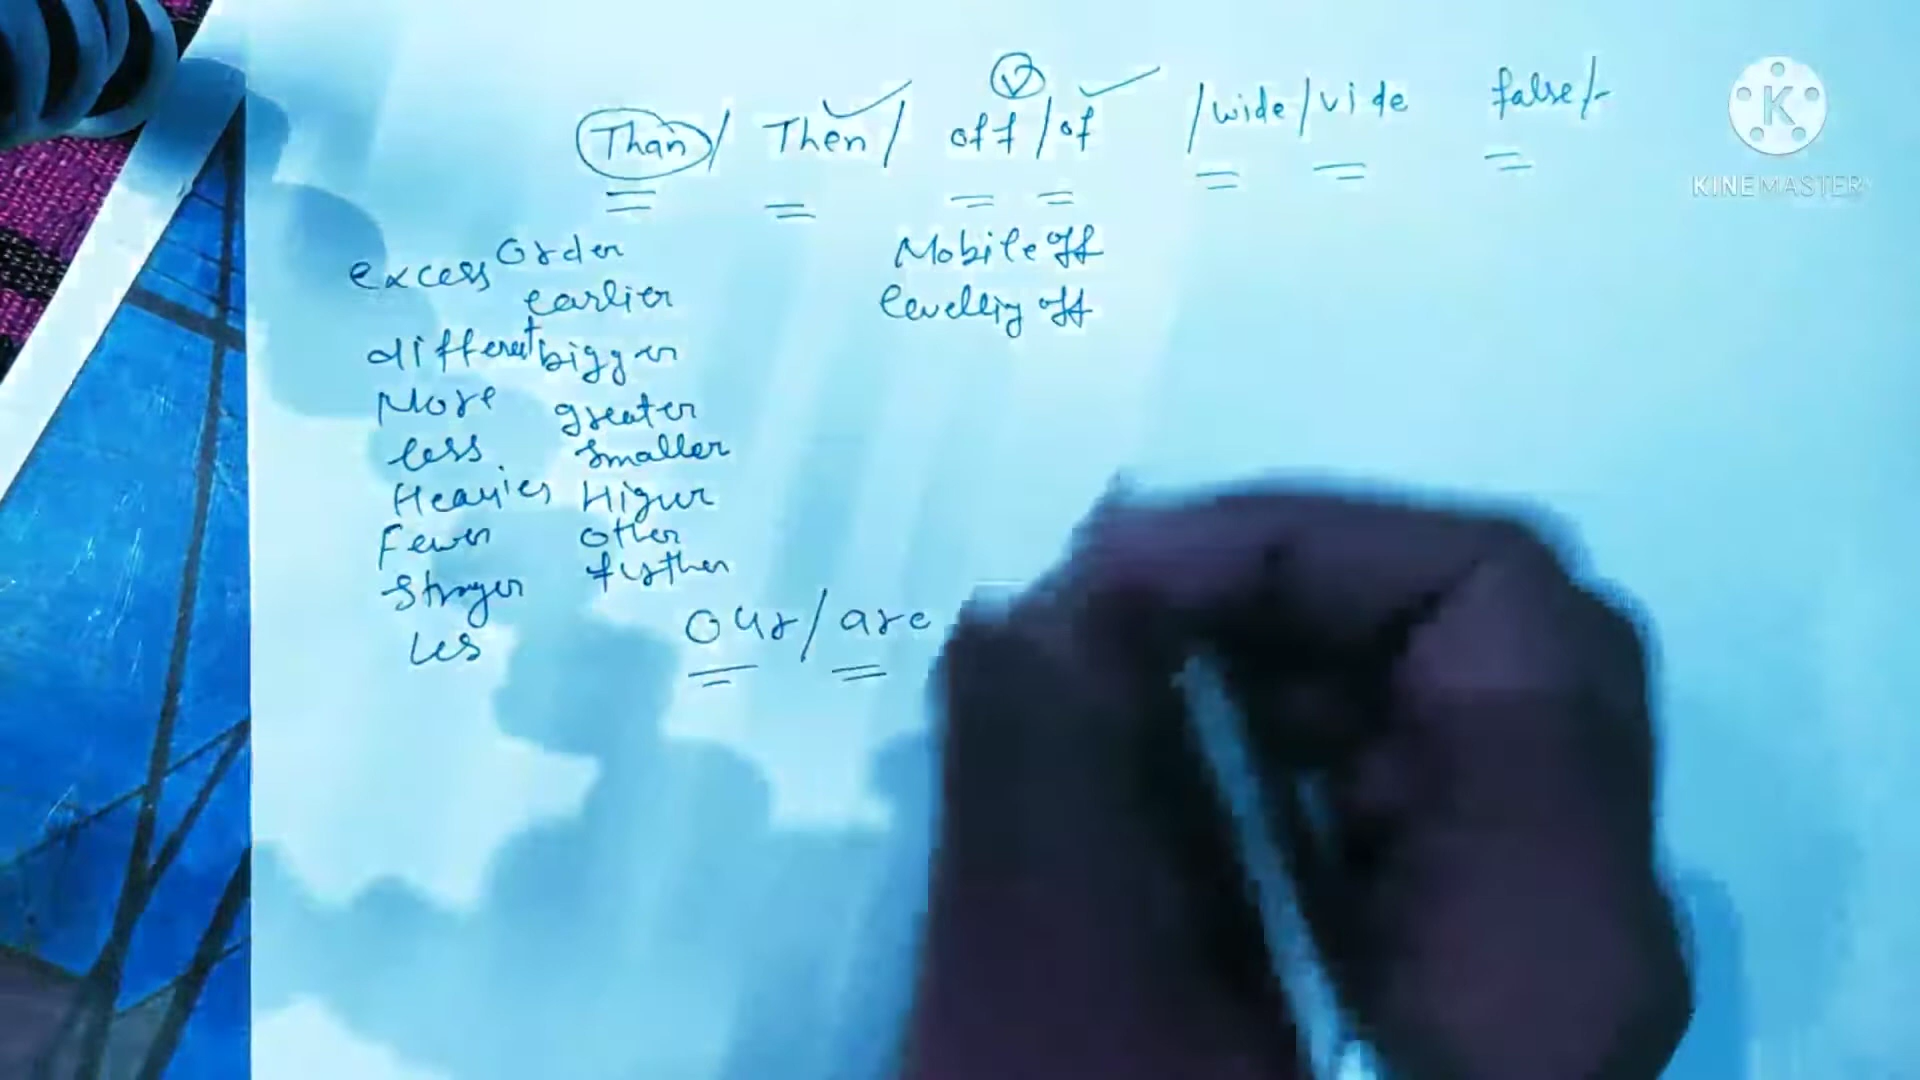 Than / Then / off / of / wide / vide false /
KINEMASTER
excess order Mobile off
earlier levelling off
different bigger
More greater
less smaller
Heavier Higher
Fewer other
Stronger further
Les our / are